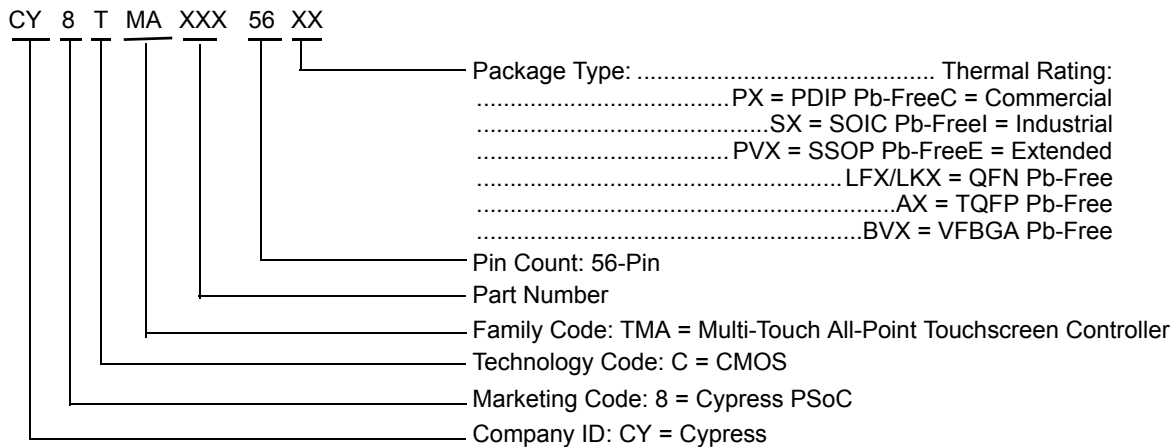 CY 8 T MA XXX 56 XX
Package Type: ......................................... Thermal Rating:
...................................PX = PDIP Pb-FreeC = Commercial
.........................................SX = SOIC Pb-FreeI = Industrial
...................................PVX = SSOP Pb-FreeE = Extended
...................................................LFX/LKX = QFN Pb-Free
..........................................................AX = TQFP Pb-Free
......................................................BVX = VFBGA Pb-Free
Pin Count: 56-Pin
Part Number
Family Code: TMA = Multi-Touch All-Point Touchscreen Controller
Technology Code: C = CMOS
Marketing Code: 8 = Cypress PSoC
Company ID: CY = Cypress